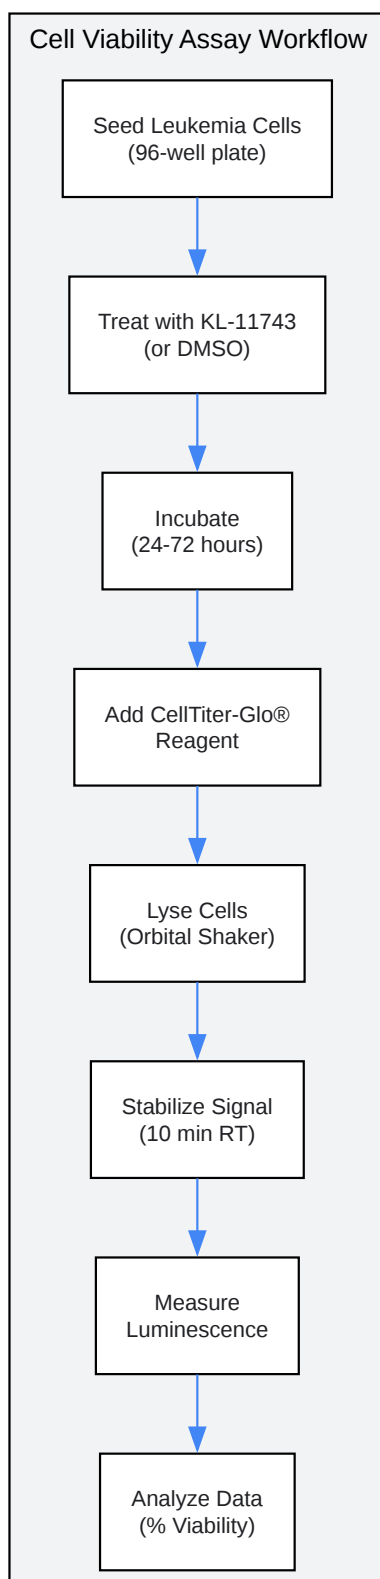 Cell Viability Assay Workflow
Seed Leukemia Cells
(96-well plate)
Treat with KL-11743
(or DMSO)
Incubate
(24-72 hours)
Add CellTiter-Glo®
Reagent
Lyse Cells
(Orbital Shaker)
Stabilize Signal
(10 min RT)
Measure
Luminescence
Analyze Data
(% Viability)